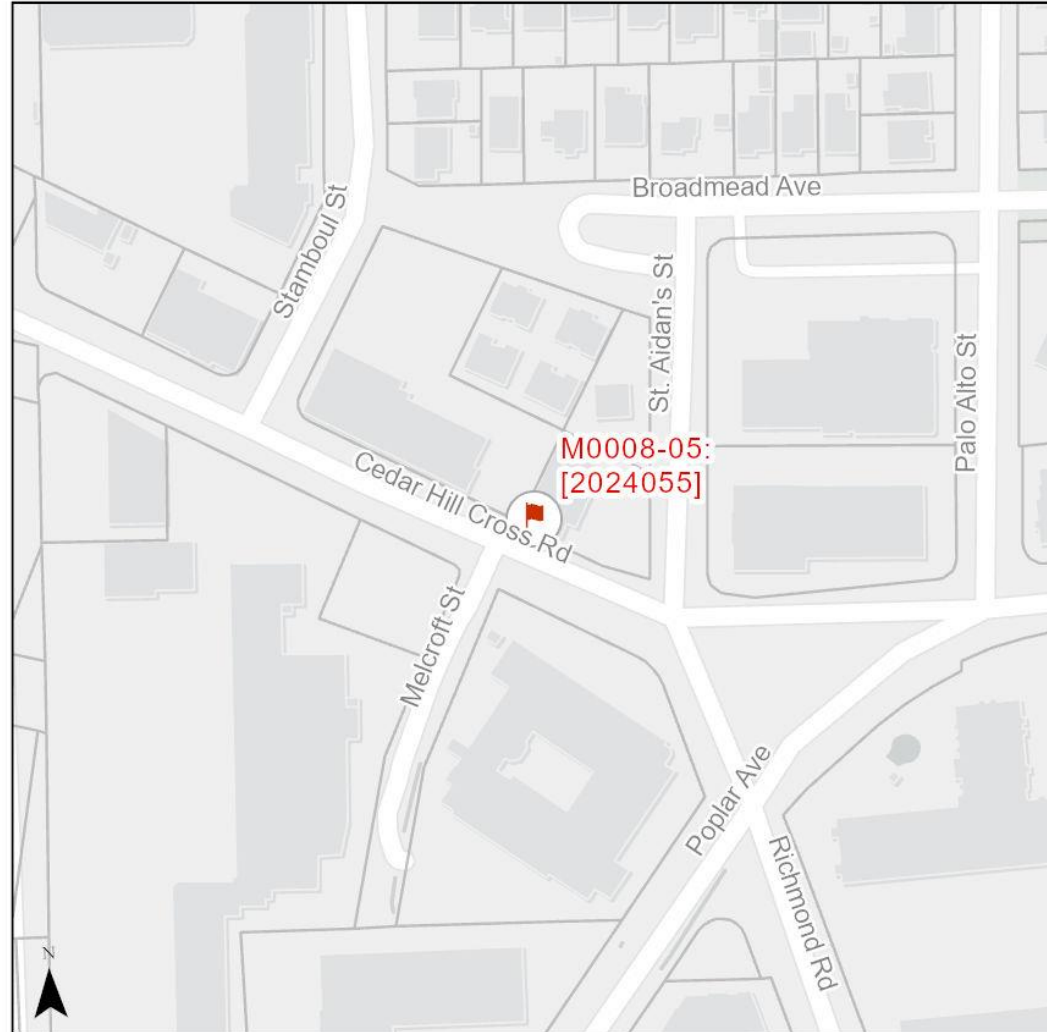 Broadmead Ave
Stamboul St
St. Aidan's St
Palo Alto St
M0008-05:
[2024055]
Cedar Hill Cross Rd
Melcroft St
Poplar Ave
Richmond Rd
N